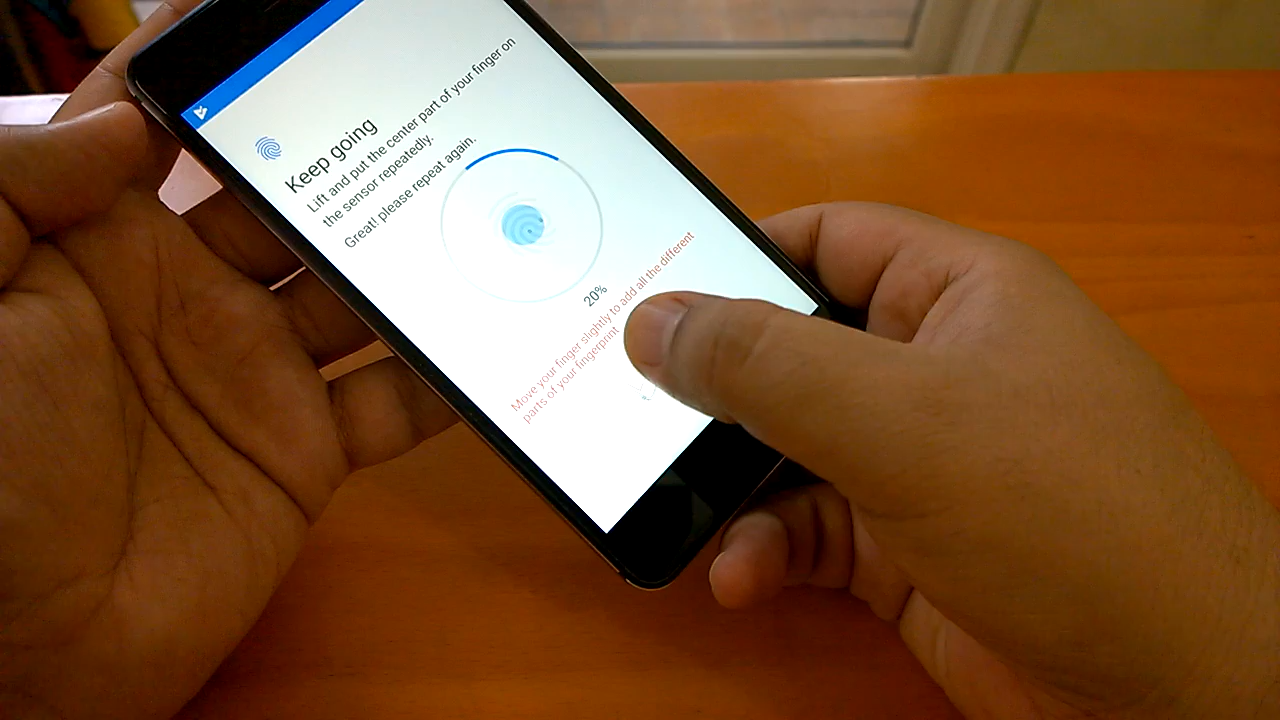 Keep going
Lift and put the center part of your finger on
the sensor repeatedly.
Great! please repeat again.
20%
Move your finger slightly to add all the different
parts of your fingerprint